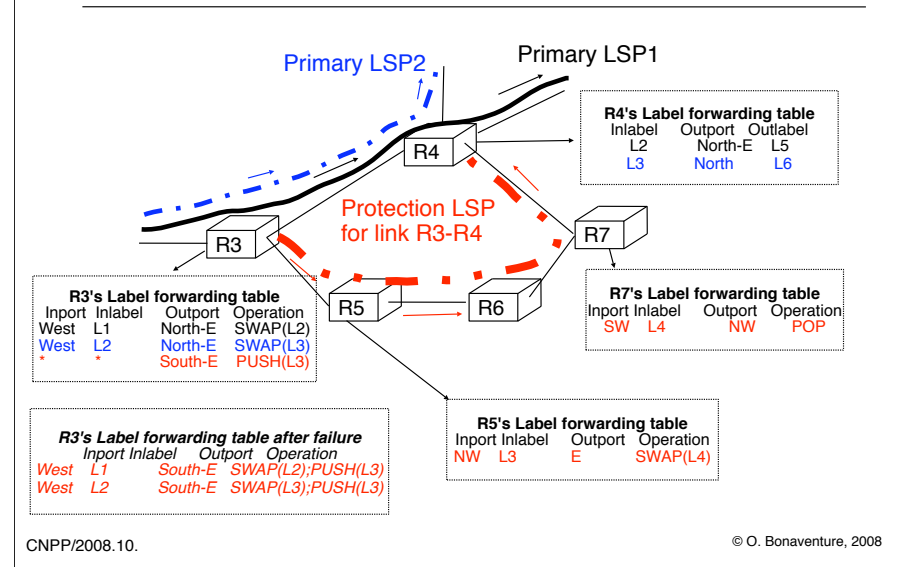 Primary LSP2
Primary LSP1
R4's Label forwarding table
Inlabel Outport Outlabel
L2 North-E L5
L3 North L6
R4
Protection LSP
for link R3-R4
R3
R7
R3's Label forwarding table
Inport Inlabel Outport Operation
West L1 North-E SWAP(L2)
West L2 North-E SWAP(L3)
* * South-E PUSH(L3)
R5
R6
R7's Label forwarding table
Inport Inlabel Outport Operation
SW L4 NW POP
R3's Label forwarding table after failure
Inport Inlabel Outport Operation
West L1 South-E SWAP(L2);PUSH(L3)
West L2 South-E SWAP(L3);PUSH(L3)
R5's Label forwarding table
Inport Inlabel Outport Operation
NW L3 E SWAP(L4)
CNPP/2008.10.
© O. Bonaventure, 2008